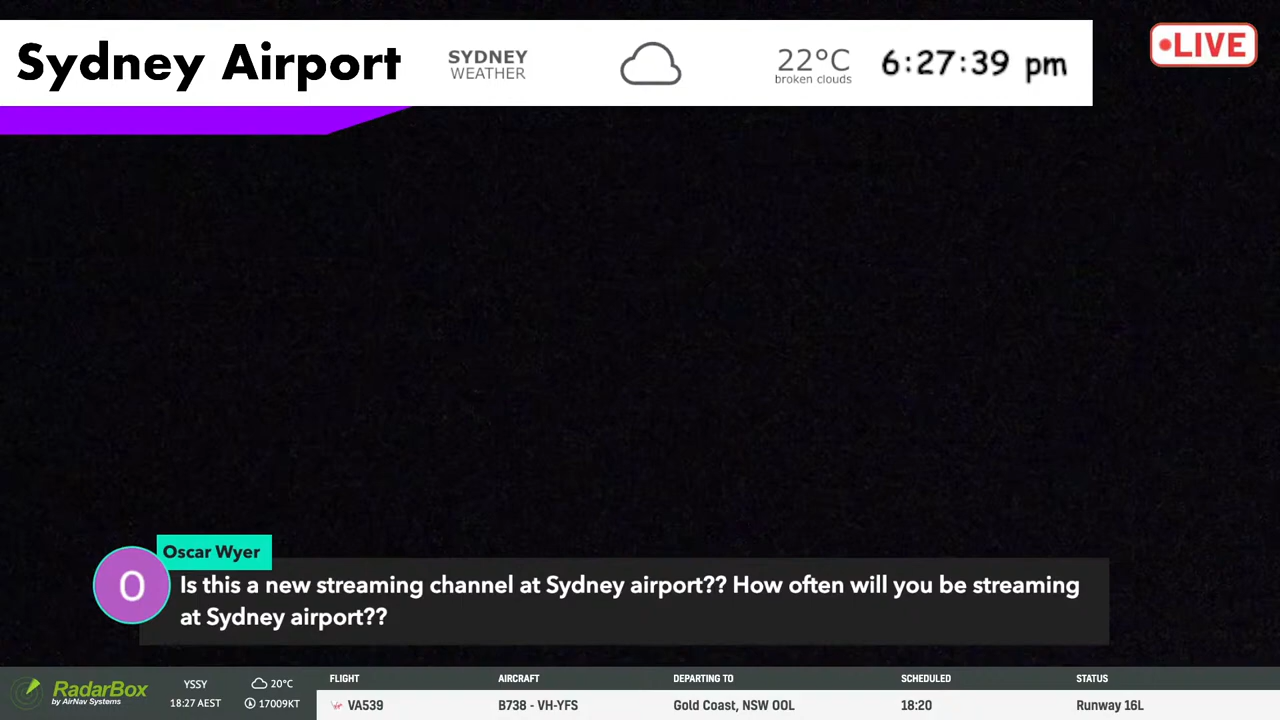 Sydney Airport
SYDNEY
WEATHER
22°C
broken clouds
6:27:39 pm
LIVE
Oscar Wyer
O
Is this a new streaming channel at Sydney airport?? How often will you be streaming
at Sydney airport??
RadarBox
by AirNav Systems
YSSY
18:27 AEST
20°C
17009KT
FLIGHT AIRCRAFT DEPARTING TO SCHEDULED STATUS
VA539 B738 - VH-YFS Gold Coast, NSW OOL 18:20 Runway 16L